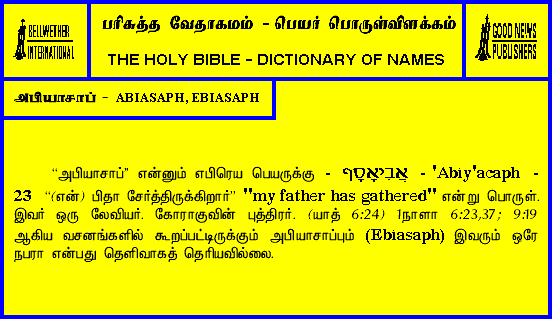 BELLWETHER
INTERNATIONAL
பரிசுத்த வேதாகமம் - பெயர் பொருள்விளக்கம்
THE HOLY BIBLE - DICTIONARY OF NAMES
GOOD NEWS
PUBLISHERS
அபியாசாப் - ABIASAPH, EBIASAPH
“அபியாசாப்” என்னும் எபிரெய பெயருக்கு - אֲבִיאָסָף - 'Abiy'acaph -
23 “(என்) பிதா சேர்த்திருக்கிறார்” "my father has gathered" என்று பொருள்.
இவர் ஒரு லேவியர். கோராகுவின் புத்திரர். (யாத் 6:24) 1நாளா 6:23,37; 9:19
ஆகிய வசனங்களில் கூறப்பட்டிருக்கும் அபியாசாப்பும் (Ebiasaph) இவரும் ஒரே
நபரா என்பது தெளிவாகத் தெரியவில்லை.